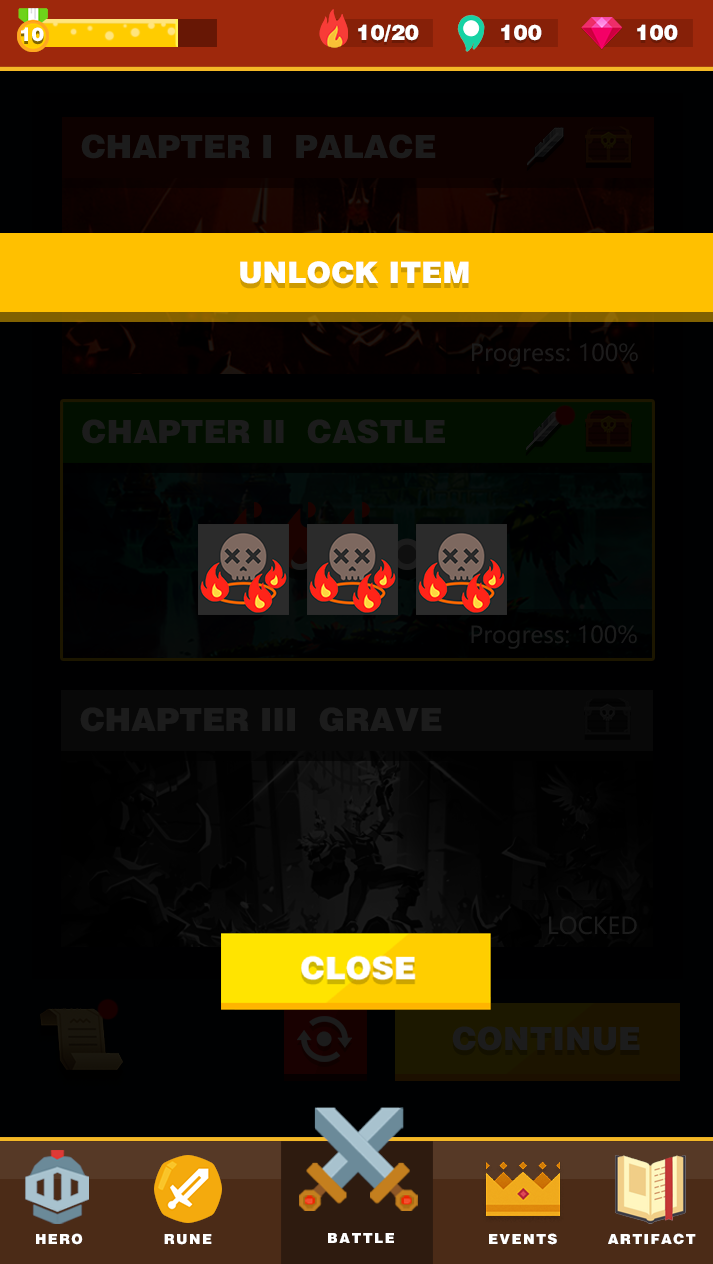 10
10/20
100
100
CHAPTER I PALACE
UNLOCK ITEM
Progress: 100%
CHAPTER II CASTLE
Progress: 100%
CHAPTER III GRAVE
LOCKED
CLOSE
CONTINUE
HERO
RUNE
BATTLE
EVENTS
ARTIFACT